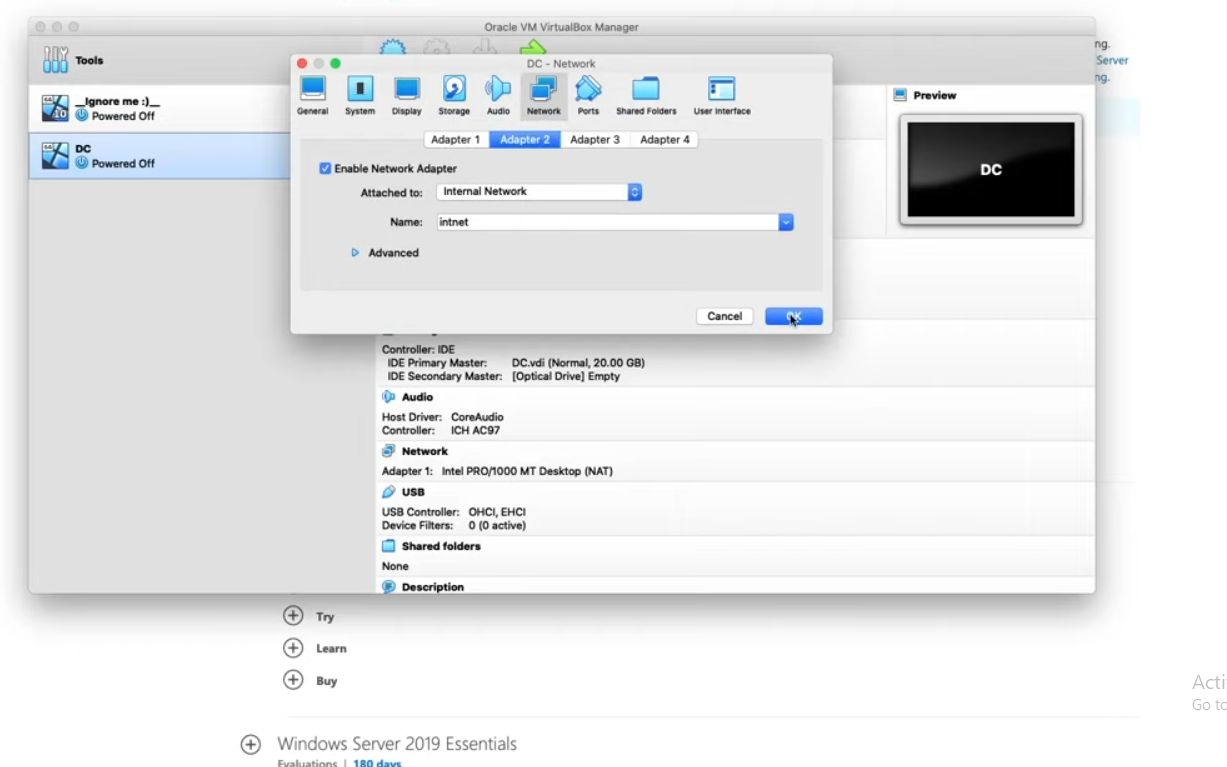 Oracle VM VirtualBox Manager
ng.
Server
ng.
Tools
__Ignore me :)__
Powered Off
DC
Powered Off
DC - Network
General System Display Storage Audio Network Ports Shared Folders User Interface
Adapter 1 Adapter 2 Adapter 3 Adapter 4
Enable Network Adapter
Attached to: Internal Network
Name: intnet
Advanced
Cancel OK
Preview
DC
Controller: IDE
IDE Primary Master: DC.vdi (Normal, 20.00 GB)
IDE Secondary Master: [Optical Drive] Empty
Audio
Host Driver: CoreAudio
Controller: ICH AC97
Network
Adapter 1: Intel PRO/1000 MT Desktop (NAT)
USB
USB Controller: OHCI, EHCI
Device Filters: 0 (0 active)
Shared folders
None
Description
Try
Learn
Buy
Acti
Go to
Windows Server 2019 Essentials
Evaluations | 180 days